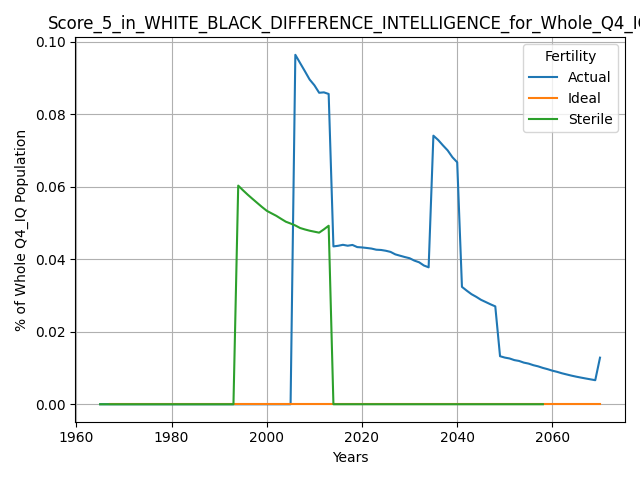 Score_5_in_WHITE_BLACK_DIFFERENCE_INTELLIGENCE_for_Whole_Q4_IQ
Fertility
Actual
Ideal
Sterile
% of Whole Q4_IQ Population
0.10
0.08
0.06
0.04
0.02
0.00
1960 1980 2000 2020 2040 2060
Years